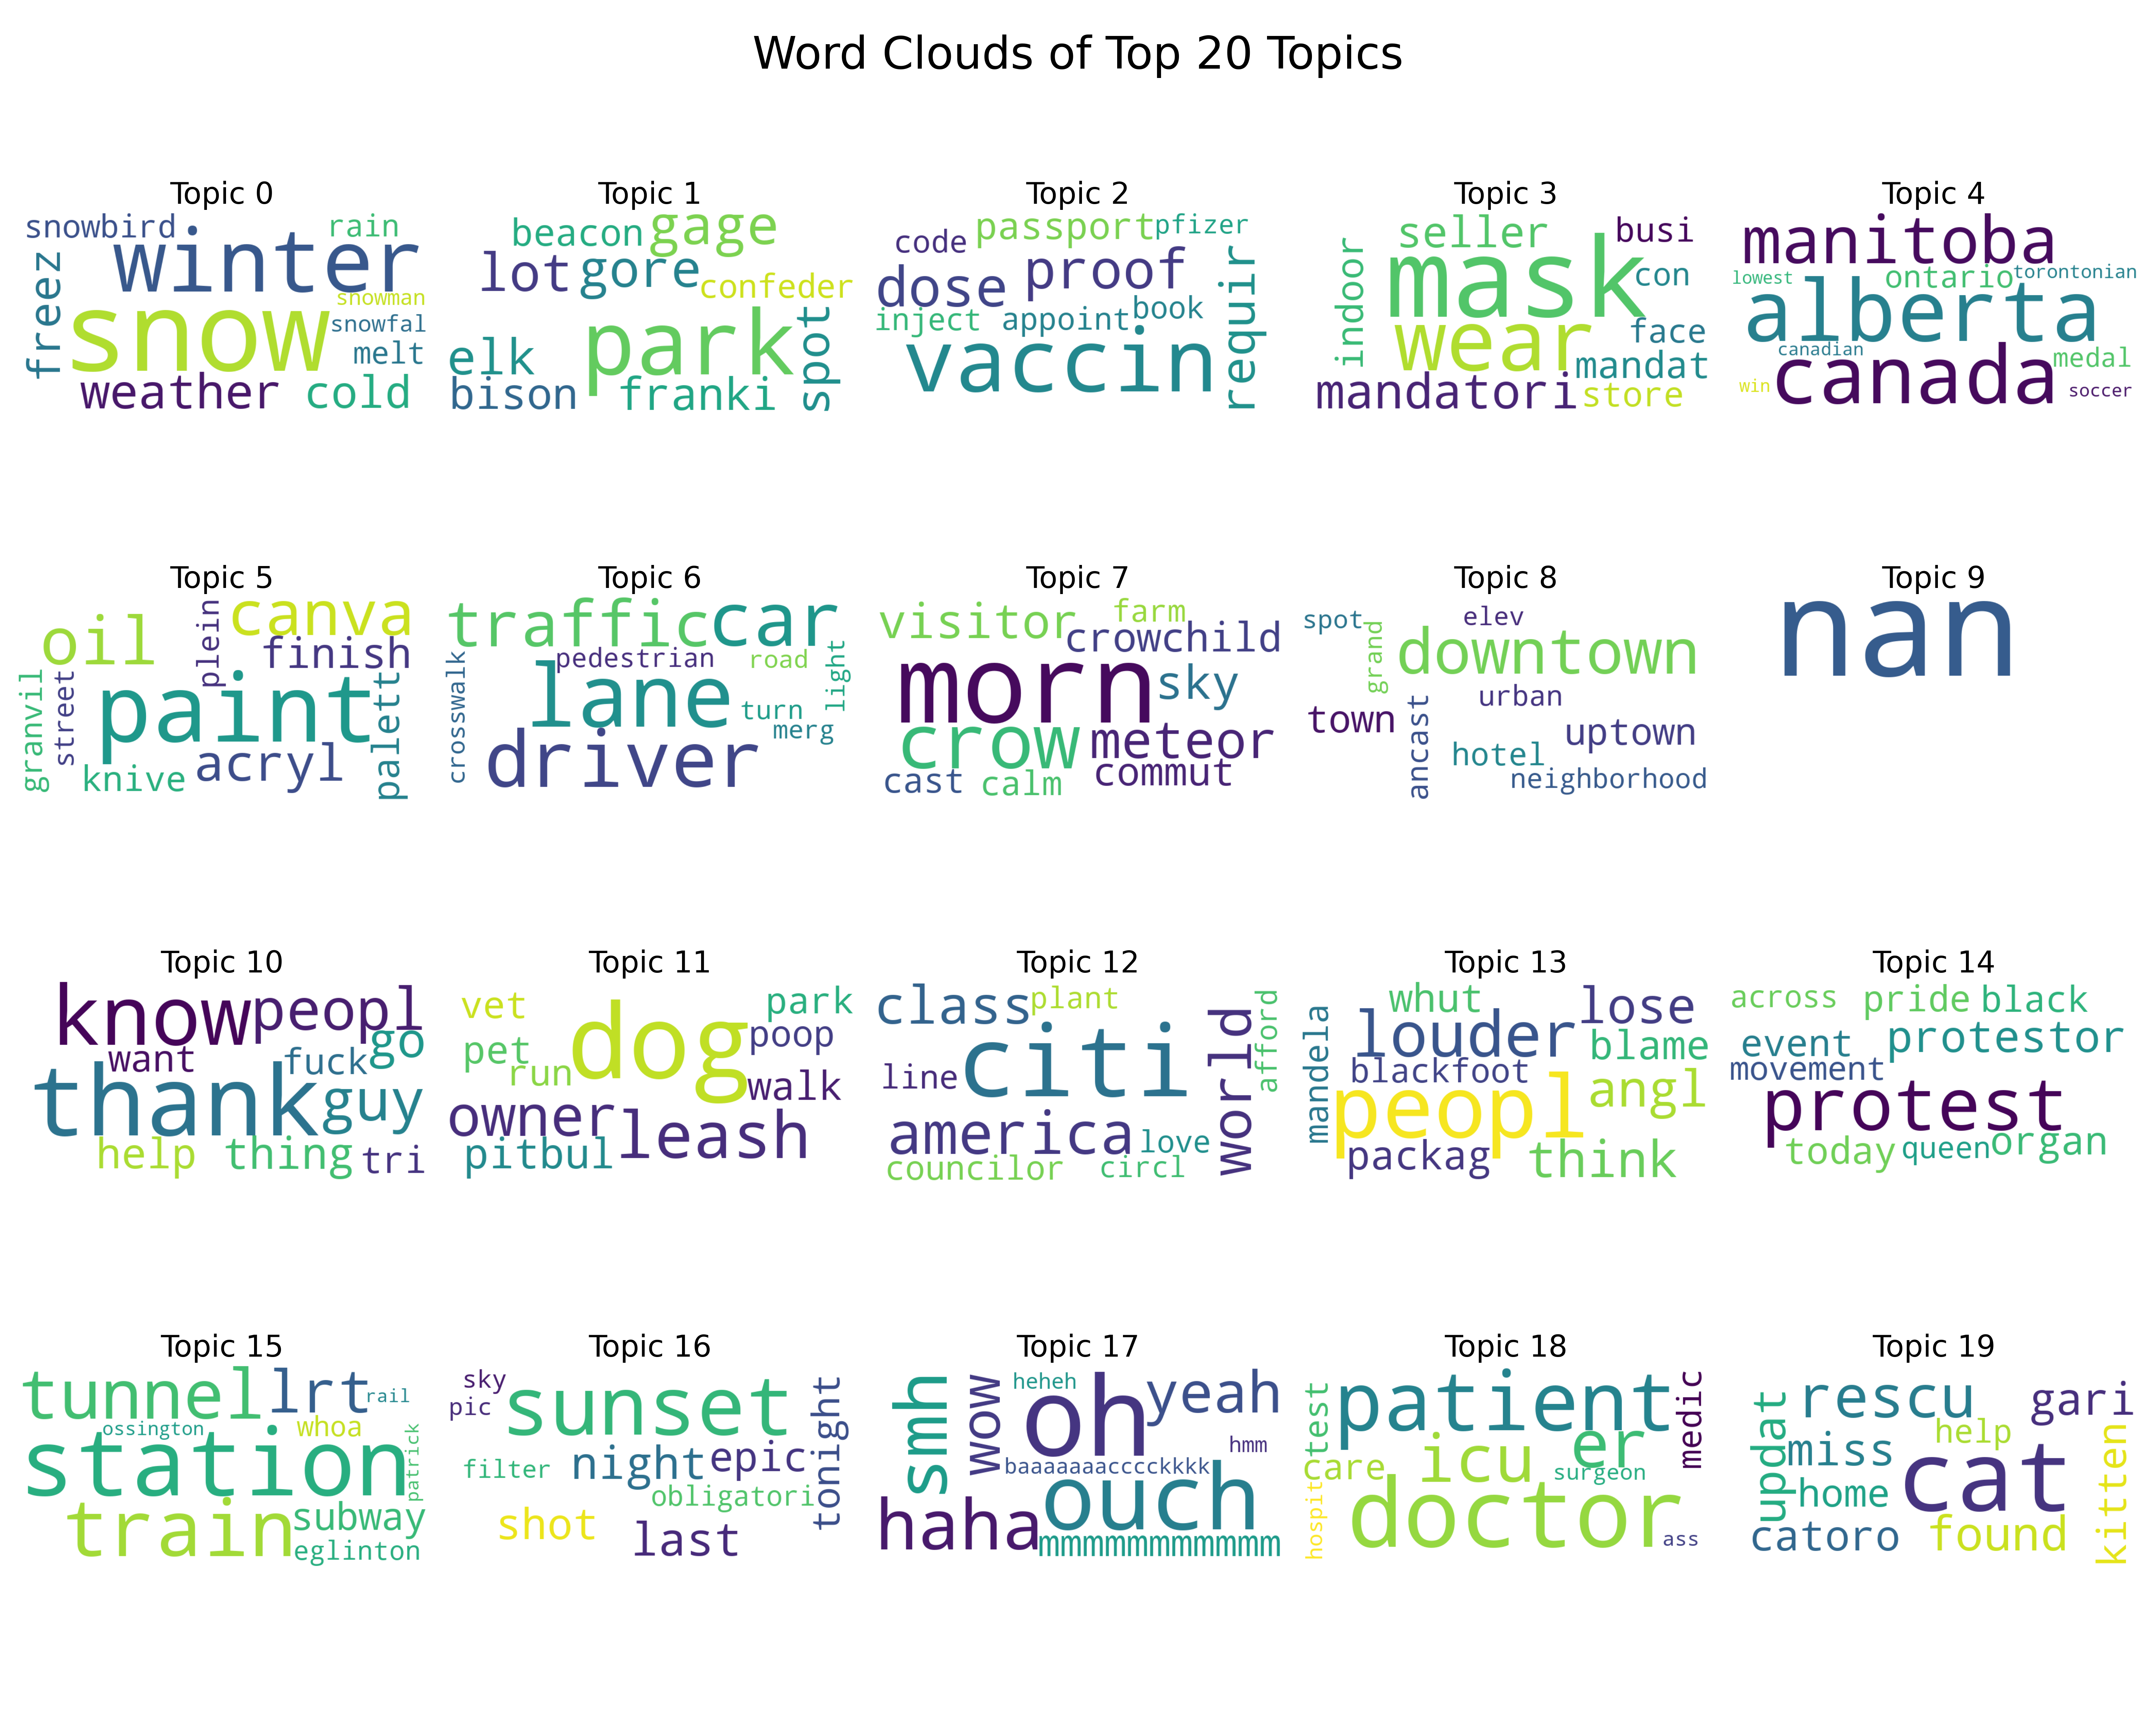 Word Clouds of Top 20 Topics
Topic 0
snowbird
rain
winter
freez
snowman
snow
snowfal
melt
weather
cold
Topic 1
beacon
gage
lot
gore
confeder
elk
park
spot
bison
franki
Topic 2
code
passport
pfizer
dose
proof
requir
inject
appoint
book
vaccin
Topic 3
seller
busi
indoor
mask
con
wear
face
mandat
mandatori
store
Topic 4
manitoba
lowest
ontario
torontonian
alberta
canadian
medal
win
canada
soccer
Topic 5
oil
plein
canva
finish
granvil
street
paint
palett
knive
acryl
Topic 6
traffic
car
crosswalk
pedestrian
road
light
lane
turn
merg
driver
Topic 7
visitor
farm
crowchild
morn
sky
crow
meteor
cast
calm
commut
Topic 8
spot
elev
grand
downtown
urban
town
ancast
uptown
hotel
neighborhood
Topic 9
nan
Topic 10
know
peopl
want
fuck
go
thank
guy
help
thing
tri
Topic 11
vet
park
dog
poop
pet
run
walk
owner
leash
pitbul
Topic 12
class
plant
afford
citi
world
line
america
love
councilor
circl
Topic 13
whut
lose
mandela
louder
blame
blackfoot
peopl
angl
packag
think
Topic 14
across
pride
black
event
protestor
movement
protest
today
queen
organ
Topic 15
tunnel
lrt
rail
ossington
whoa
station
patrick
train
subway
eglinton
Topic 16
sky
pic
sunset
tonight
filter
night
epic
obligatori
shot
last
Topic 17
smh
wow
heheh
oh
yeah
hmm
baaaaaaacccckkkk
ouch
haha
mmmmmmmmmmm
Topic 18
ctest
patient
medic
care
icu
er
surgeon
hospit
doctor
ass
Topic 19
updat
rescu
gari
miss
help
home
cat
kitten
catoro
found